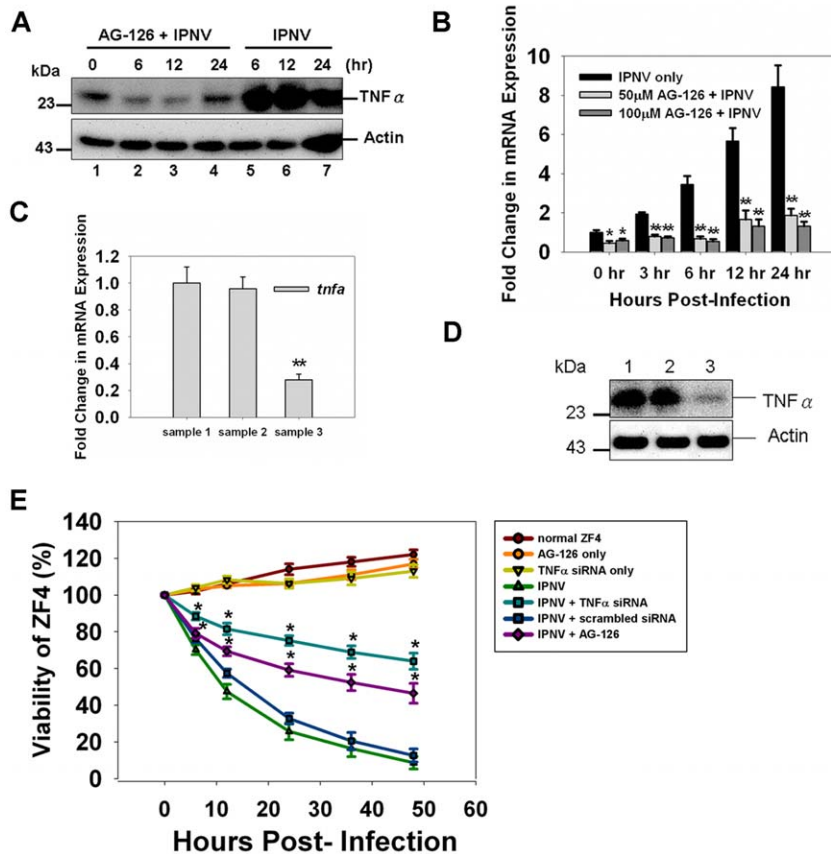 A
AG-126 + IPNV IPNV
0 6 12 24 6 12 24 (hr)
kDa
23 TNFα
43 Actin
1 2 3 4 5 6 7
B
Fold Change in mRNA Expression
10
8
6
4
2
0
IPNV only
50μM AG-126 + IPNV
100μM AG-126 + IPNV
* * ** ** ** ** ** ** ** **
0 hr 3 hr 6 hr 12 hr 24 hr
Hours Post-Infection
C
Fold Change in mRNA Expression
1.2
1.0
0.8
0.6
0.4
0.2
0.0
tnfa
**
sample 1 sample 2 sample 3
D
kDa 1 2 3
23 TNFα
43 Actin
E
Viability of ZF4 (%)
140
120
100
80
60
40
20
0
* * * * *
* * * * *
0 10 20 30 40 50 60
Hours Post- Infection
normal ZF4
AG-126 only
TNFα siRNA only
IPNV
IPNV + TNFα siRNA
IPNV + scrambled siRNA
IPNV + AG-126